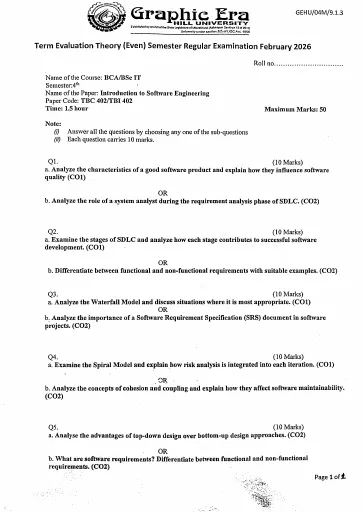 GEHU/04M/9.1.3
Graphic Era
HILL UNIVERSITY
Term Evaluation Theory (Even) Semester Regular Examination February 2026
Roll no.
Name of the Course: BCA/BSc IT
Semester:4th
Name of the Paper: Introduction to Software Engineering
Paper Code: TBC 402/TBI 402
Time: 1.5 hour Maximum Marks: 50
Note:
(i) Answer all the questions by choosing any one of the sub-questions
(ii) Each question carries 10 marks.
Q1. (10 Marks)
a. Analyze the characteristics of a good software product and explain how they influence software
quality (CO1)
OR
b. Analyze the role of a system analyst during the requirement analysis phase of SDLC. (CO2)
Q2. (10 Marks)
a. Examine the stages of SDLC and analyze how each stage contributes to successful software
development. (CO1)
OR
b. Differentiate between functional and non-functional requirements with suitable examples. (CO2)
Q3. (10 Marks)
a. Analyze the Waterfall Model and discuss situations where it is most appropriate. (CO1)
OR
b. Analyze the importance of a Software Requirement Specification (SRS) document in software
projects. (CO2)
Q4. (10 Marks)
a. Examine the Spiral Model and explain how risk analysis is integrated into each iteration. (CO1)
OR
b. Analyze the concepts of cohesion and coupling and explain how they affect software maintainability.
(CO2)
Q5. (10 Marks)
a. Analyse the advantages of top-down design over bottom-up design approaches. (CO2)
OR
b. What are software requirements? Differentiate between functional and non-functional
requirements. (CO2)
Page 1 of